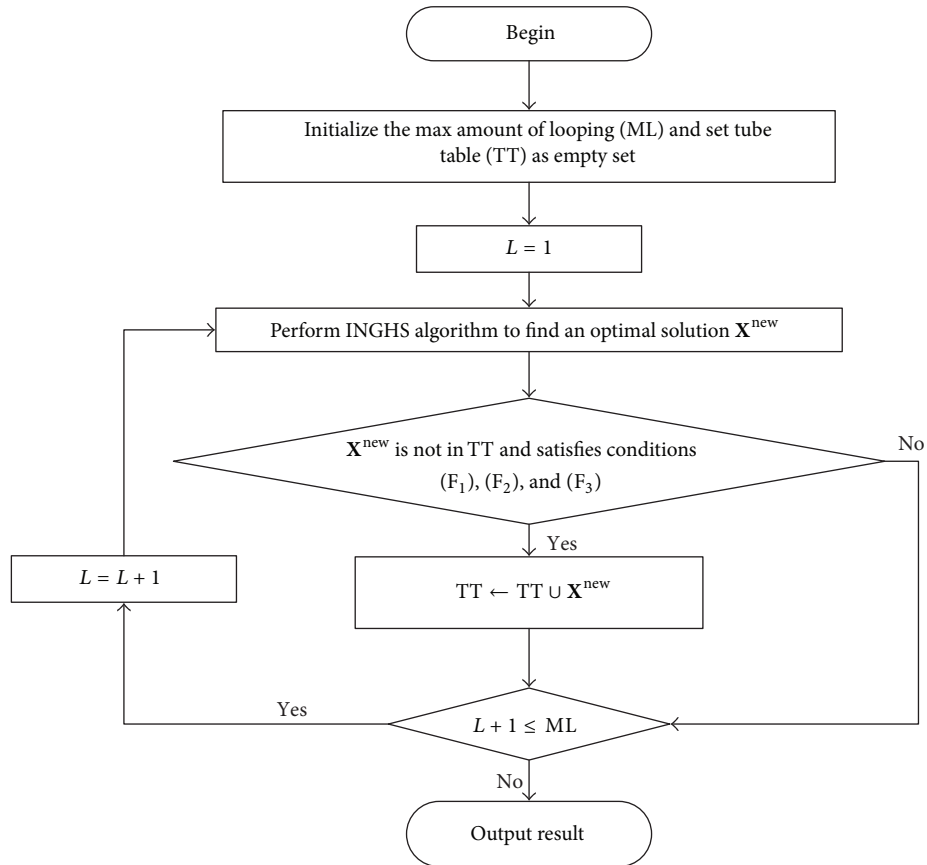 Begin
Initialize the max amount of looping (ML) and set tube
table (TT) as empty set
L = 1
Perform INGHS algorithm to find an optimal solution X^new
No
X^new is not in TT and satisfies conditions
(F₁), (F₂), and (F₃)
Yes
L = L + 1
TT ← TT ∪ X^new
Yes
L + 1 ≤ ML
No
Output result